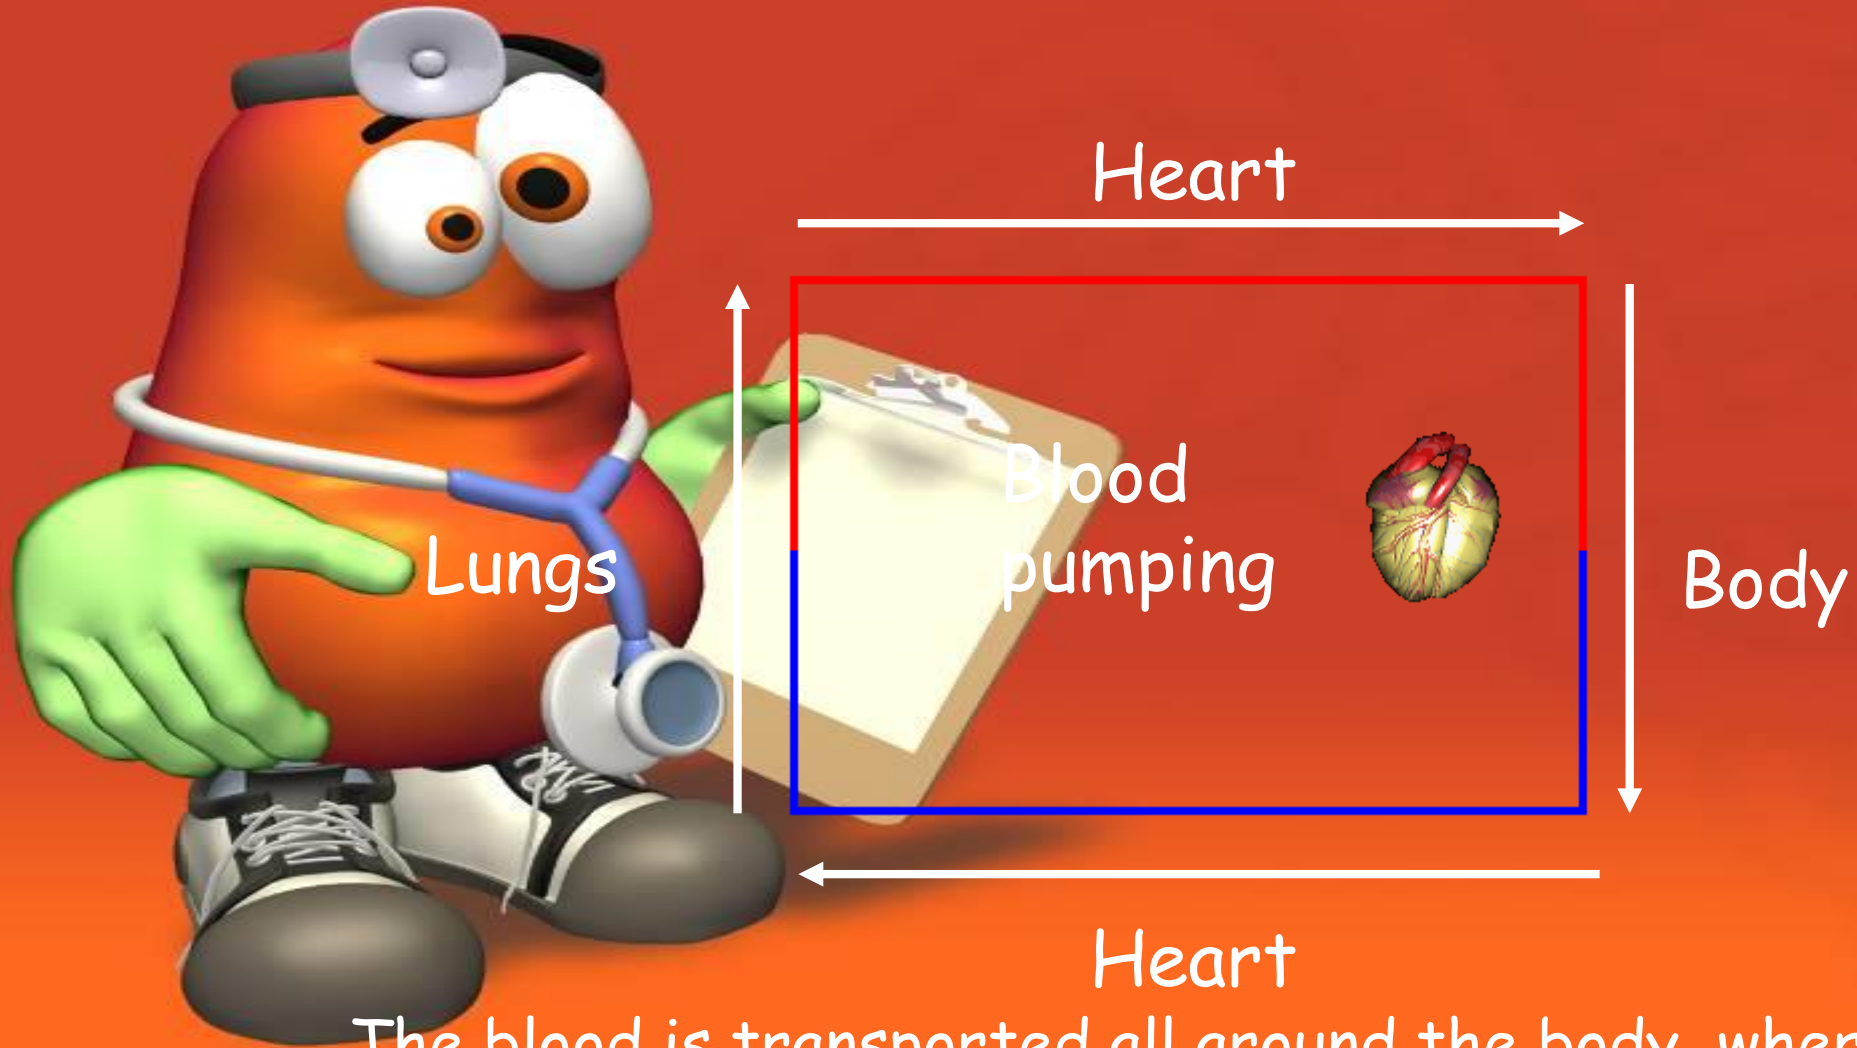 Heart
Blood
pumping
Lungs
Body
Heart
The blood is transported all around the body, when